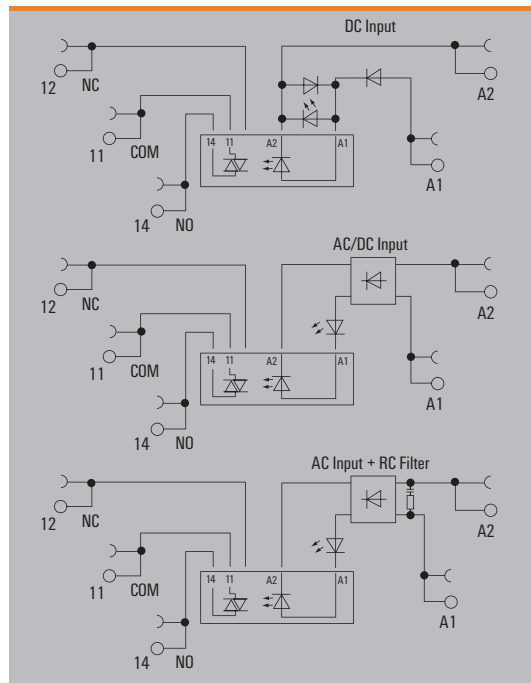 DC Input
12 NC
A2
11 COM
14 11 A2 A1
A1
14 NO
AC/DC Input
12 NC
A2
11 COM
14 11 A2 A1
A1
14 NO
AC Input + RC Filter
12 NC
A2
11 COM
14 11 A2 A1
A1
14 NO